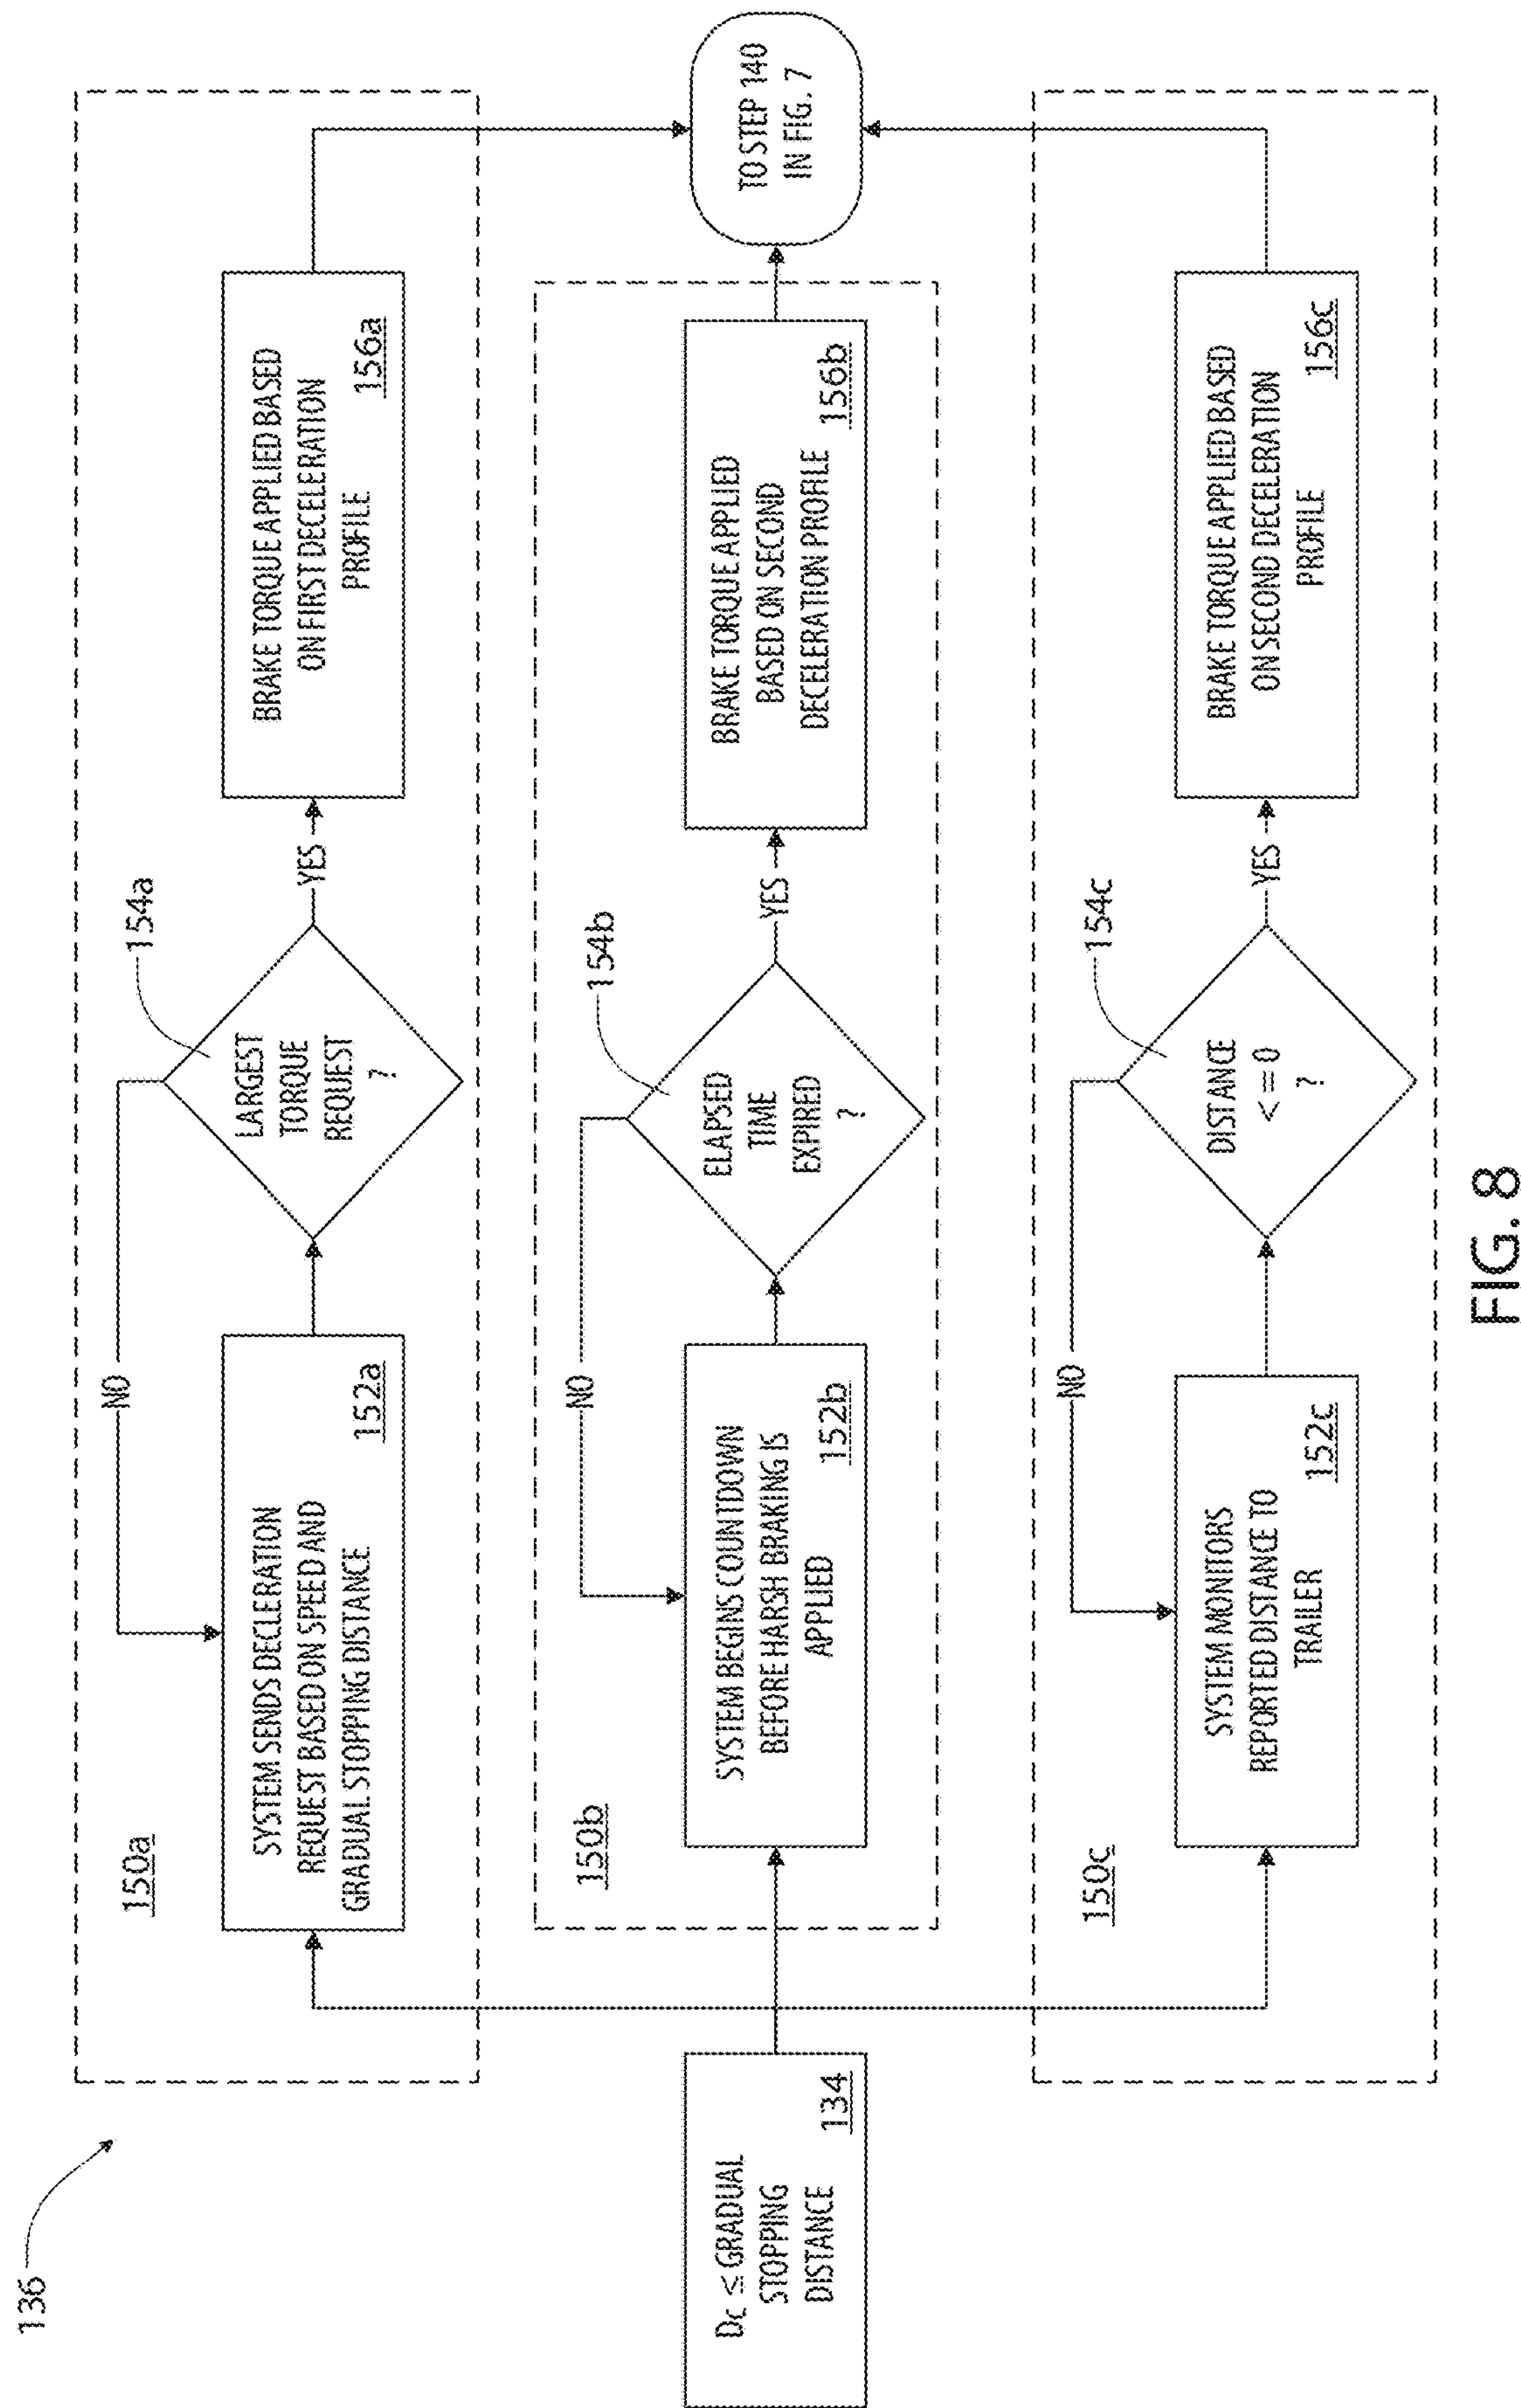 136
DC ≤ GRADUAL
STOPPING
DISTANCE
134
150a
SYSTEM SENDS DECLERATION
REQUEST BASED ON SPEED AND
GRADUAL STOPPING DISTANCE
152a
NO
LARGEST
TORQUE
REQUEST
?
154a
YES
BRAKE TORQUE APPLIED BASED
ON FIRST DECELERATION
PROFILE
156a
150b
SYSTEM BEGINS COUNTDOWN
BEFORE HARSH BRAKING IS
APPLIED
152b
NO
ELAPSED
TIME
EXPIRED
?
154b
YES
BRAKE TORQUE APPLIED
BASED ON SECOND
DECELERATION PROFILE
156b
150c
SYSTEM MONITORS
REPORTED DISTANCE TO
TRAILER
152c
NO
DISTANCE
< = 0
?
154c
YES
BRAKE TORQUE APPLIED BASED
ON SECOND DECELERATION
PROFILE
156c
TO STEP 140
IN FIG. 7
FIG. 8